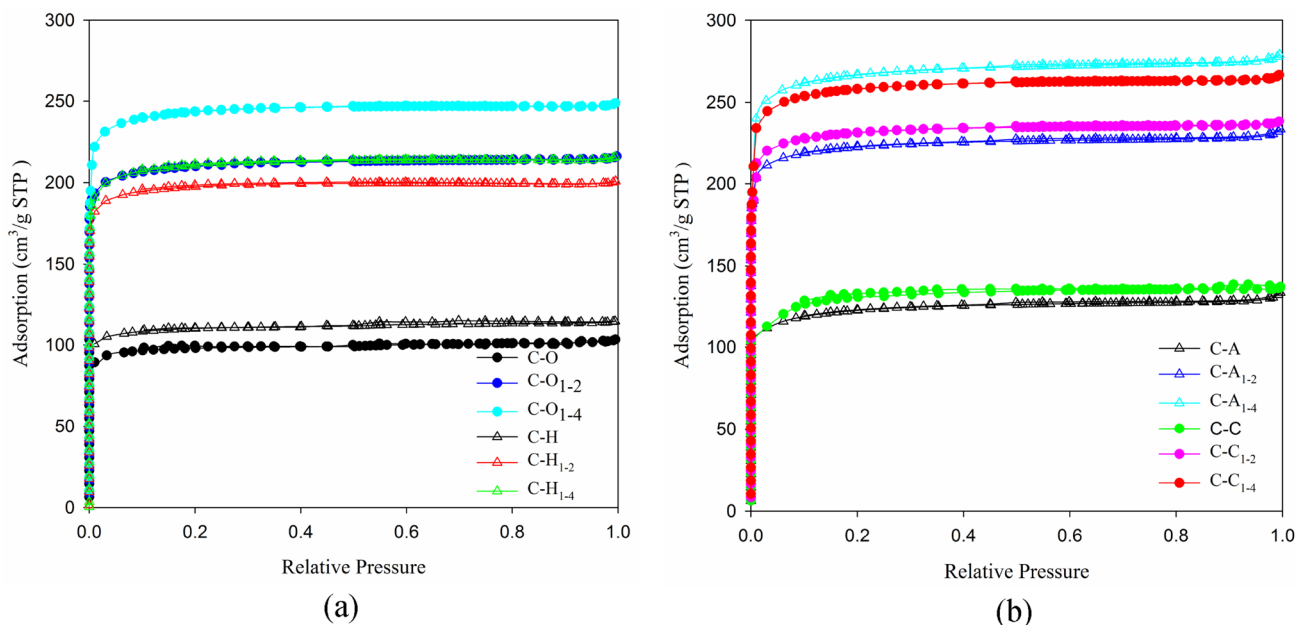 300
250
200
150
100
50
0
Adsorption (cm³/g STP)
C-O
C-O₁₋₂
C-O₁₋₄
C-H
C-H₁₋₂
C-H₁₋₄
0.0 0.2 0.4 0.6 0.8 1.0
Relative Pressure
(a)
300
250
200
150
100
50
0
Adsorption (cm³/g STP)
C-A
C-A₁₋₂
C-A₁₋₄
C-C
C-C₁₋₂
C-C₁₋₄
0.0 0.2 0.4 0.6 0.8 1.0
Relative Pressure
(b)